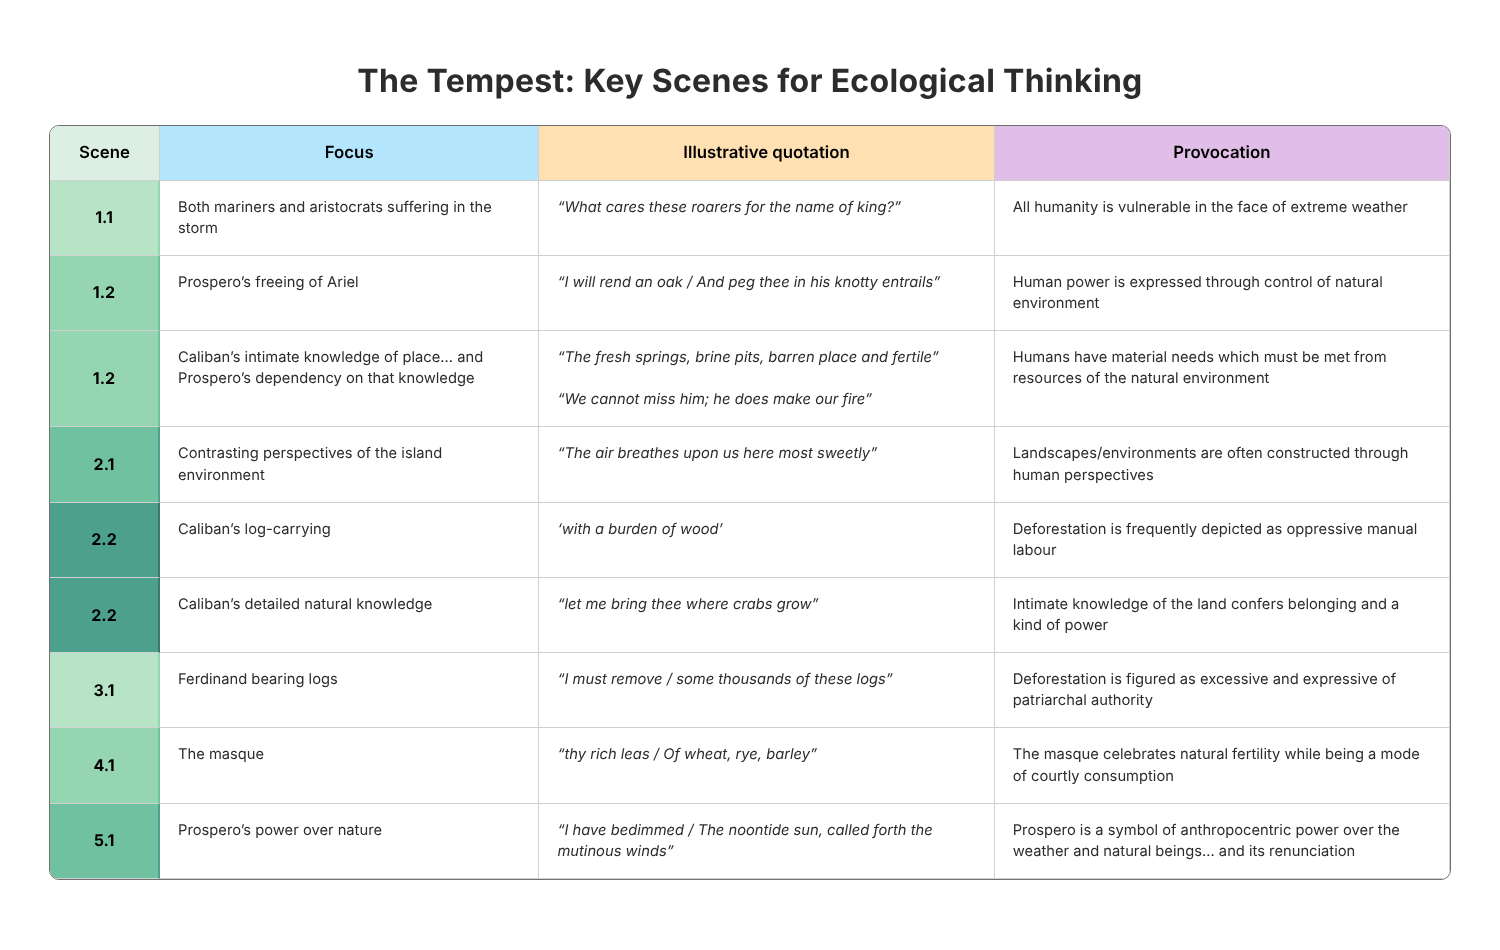 The Tempest: Key Scenes for Ecological Thinking
Scene
Focus
Illustrative quotation
Provocation
1.1
Both mariners and aristocrats suffering in the
storm
“What cares these roarers for the name of king?”
All humanity is vulnerable in the face of extreme weather
1.2
Prospero’s freeing of Ariel
“I will rend an oak / And peg thee in his knotty entrails”
Human power is expressed through control of natural
environment
1.2
Caliban’s intimate knowledge of place... and
Prospero’s dependency on that knowledge
“The fresh springs, brine pits, barren place and fertile”
“We cannot miss him; he does make our fire”
Humans have material needs which must be met from
resources of the natural environment
2.1
Contrasting perspectives of the island
environment
“The air breathes upon us here most sweetly”
Landscapes/environments are often constructed through
human perspectives
2.2
Caliban’s log-carrying
‘with a burden of wood’
Deforestation is frequently depicted as oppressive manual
labour
2.2
Caliban’s detailed natural knowledge
“let me bring thee where crabs grow”
Intimate knowledge of the land confers belonging and a
kind of power
3.1
Ferdinand bearing logs
“I must remove / some thousands of these logs”
Deforestation is figured as excessive and expressive of
patriarchal authority
4.1
The masque
“thy rich leas / Of wheat, rye, barley”
The masque celebrates natural fertility while being a mode
of courtly consumption
5.1
Prospero’s power over nature
“I have bedimmed / The noontide sun, called forth the
mutinous winds”
Prospero is a symbol of anthropocentric power over the
weather and natural beings... and its renunciation